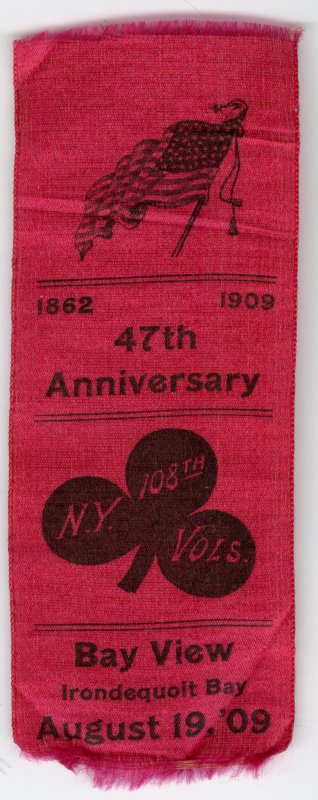 1862 1909
47th
Anniversary
N.Y. 108TH VOLS.
Bay View
Irondequoit Bay
August 19, '09